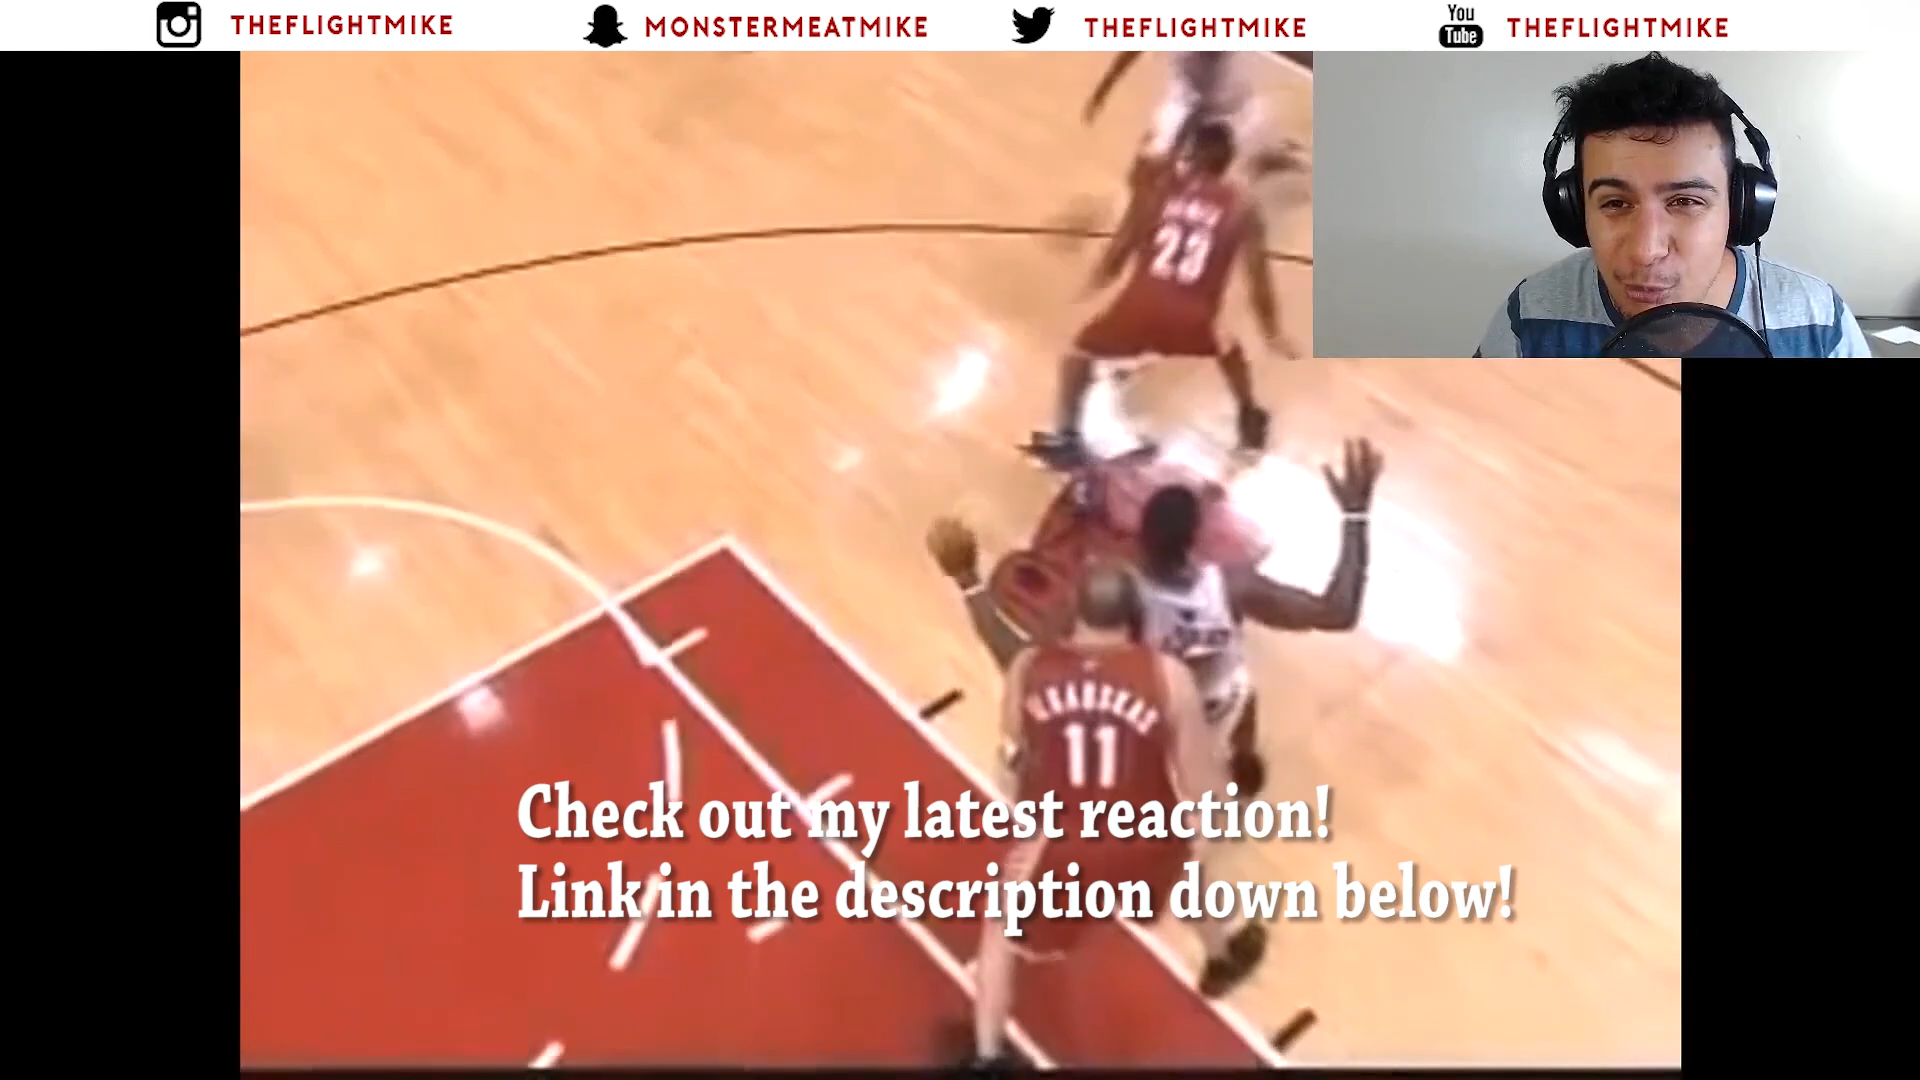 THEFLIGHTMIKE
MONSTERMEATMIKE
THEFLIGHTMIKE
You
Tube
THEFLIGHTMIKE
23
ILGAUSKAS
11
Check out my latest reaction!
Link in the description down below!